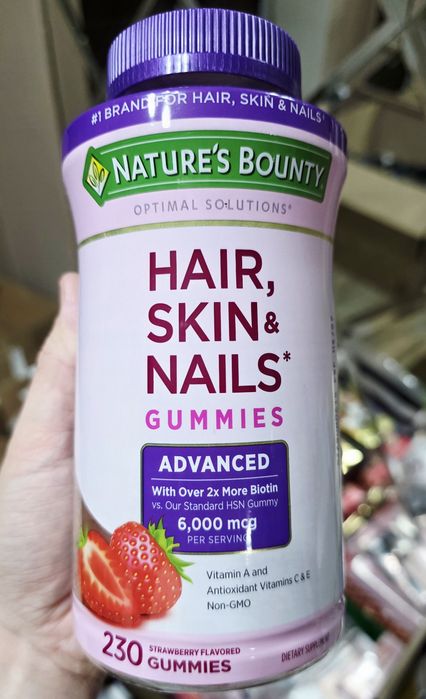 #1 BRAND FOR HAIR, SKIN & NAILS
NATURE'S BOUNTY
OPTIMAL SOLUTIONS®
HAIR,
SKIN &
NAILS*
GUMMIES
ADVANCED
With Over 2x More Biotin
vs. Our Standard HSN Gummy
6,000 mcg
PER SERVING
Vitamin A and
Antioxidant Vitamins C & E
Non-GMO
230 STRAWBERRY FLAVORED
GUMMIES
DIETARY SUPPLEMENT